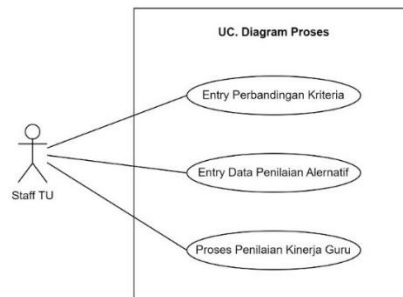 UC. Diagram Proses
Entry Perbandingan Kriteria
Entry Data Penilaian Alernatif
Staff TU
Proses Penilaian Kinerja Guru